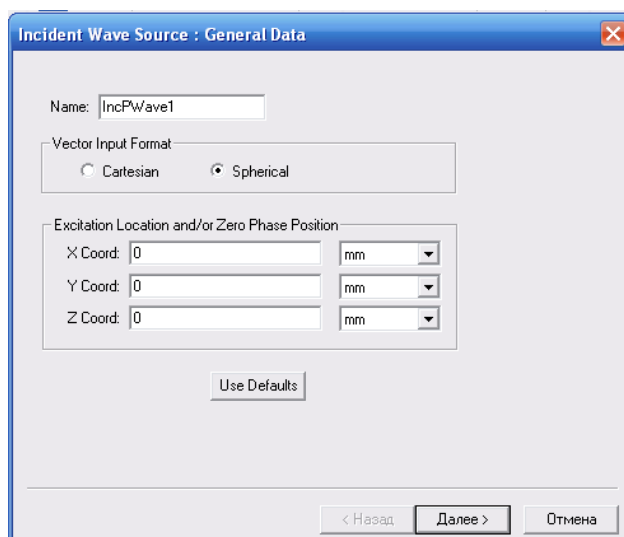 Incident Wave Source : General Data
Name: IncPWave1
Vector Input Format
Cartesian Spherical
Excitation Location and/or Zero Phase Position
X Coord: 0 mm
Y Coord: 0 mm
Z Coord: 0 mm
Use Defaults
< Назад Далее > Отмена